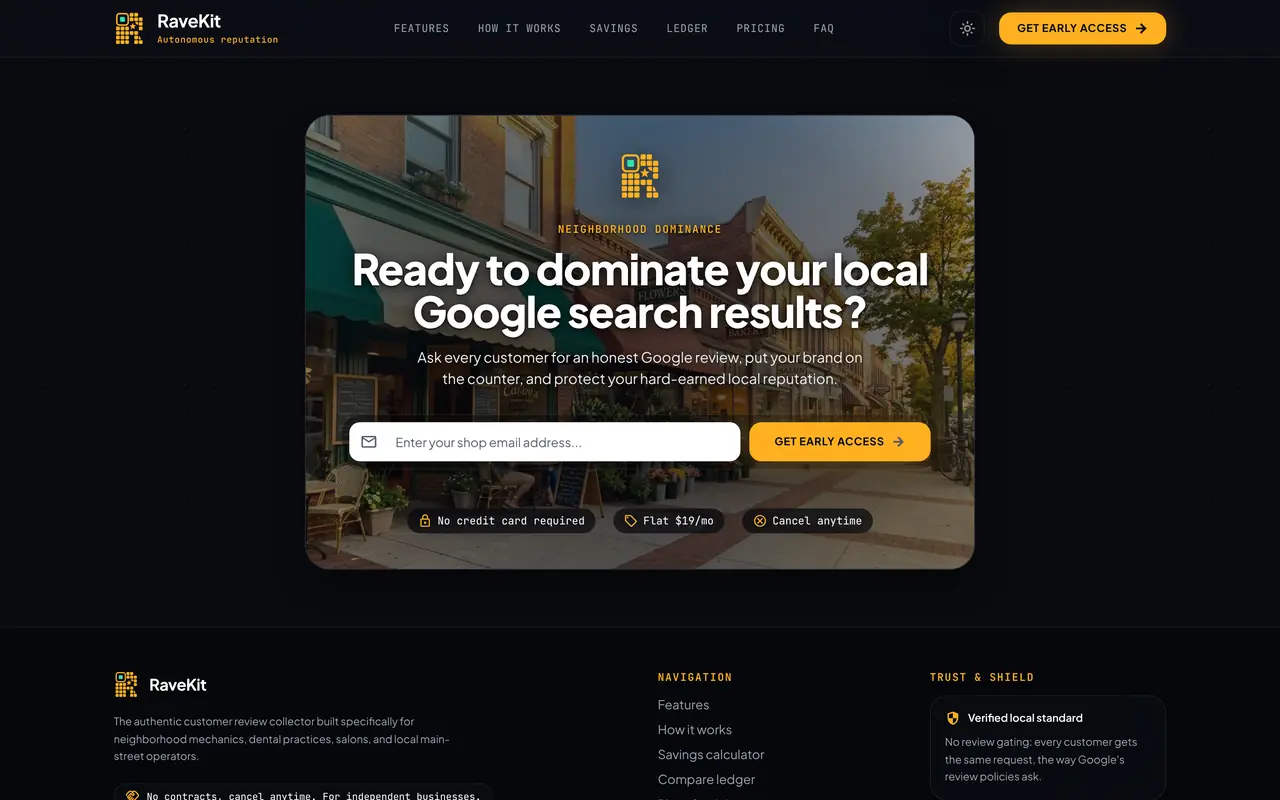 RaveKit
Autonomous reputation
FEATURES
HOW IT WORKS
SAVINGS
LEDGER
PRICING
FAQ
GET EARLY ACCESS
NEIGHBORHOOD DOMINANCE
Ready to dominate your local
Google search results?
FLOWERS
BAKERY
SALON
Ask every customer for an honest Google review, put your brand on
the counter, and protect your hard-earned local reputation.
Enter your shop email address...
GET EARLY ACCESS
No credit card required
Flat $19/mo
Cancel anytime
RaveKit
The authentic customer review collector built specifically for
neighborhood mechanics, dental practices, salons, and local main-
street operators.
No contracts, cancel anytime. For independent businesses.
NAVIGATION
Features
How it works
Savings calculator
Compare ledger
TRUST & SHIELD
Verified local standard
No review gating: every customer gets
the same request, the way Google's
review policies ask.